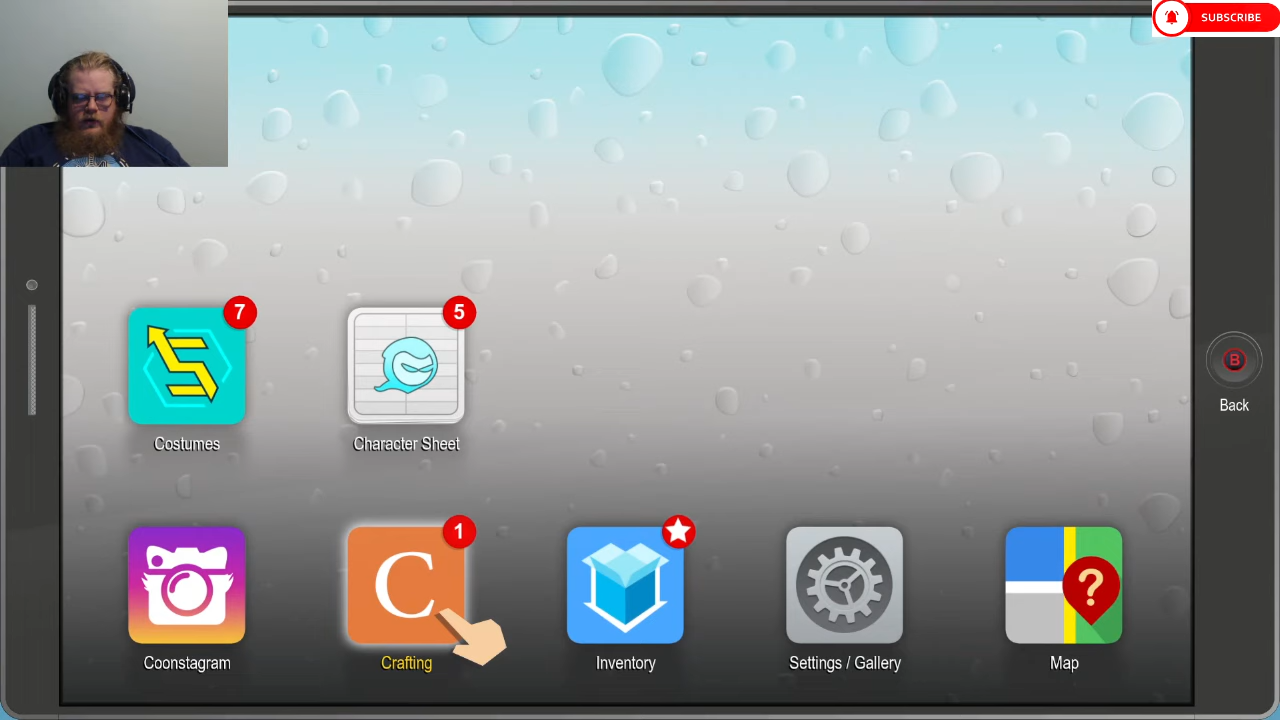 SUBSCRIBE
7
5
Costumes
Character Sheet
B
Back
1
C
?
Coonstagram
Crafting
Inventory
Settings / Gallery
Map